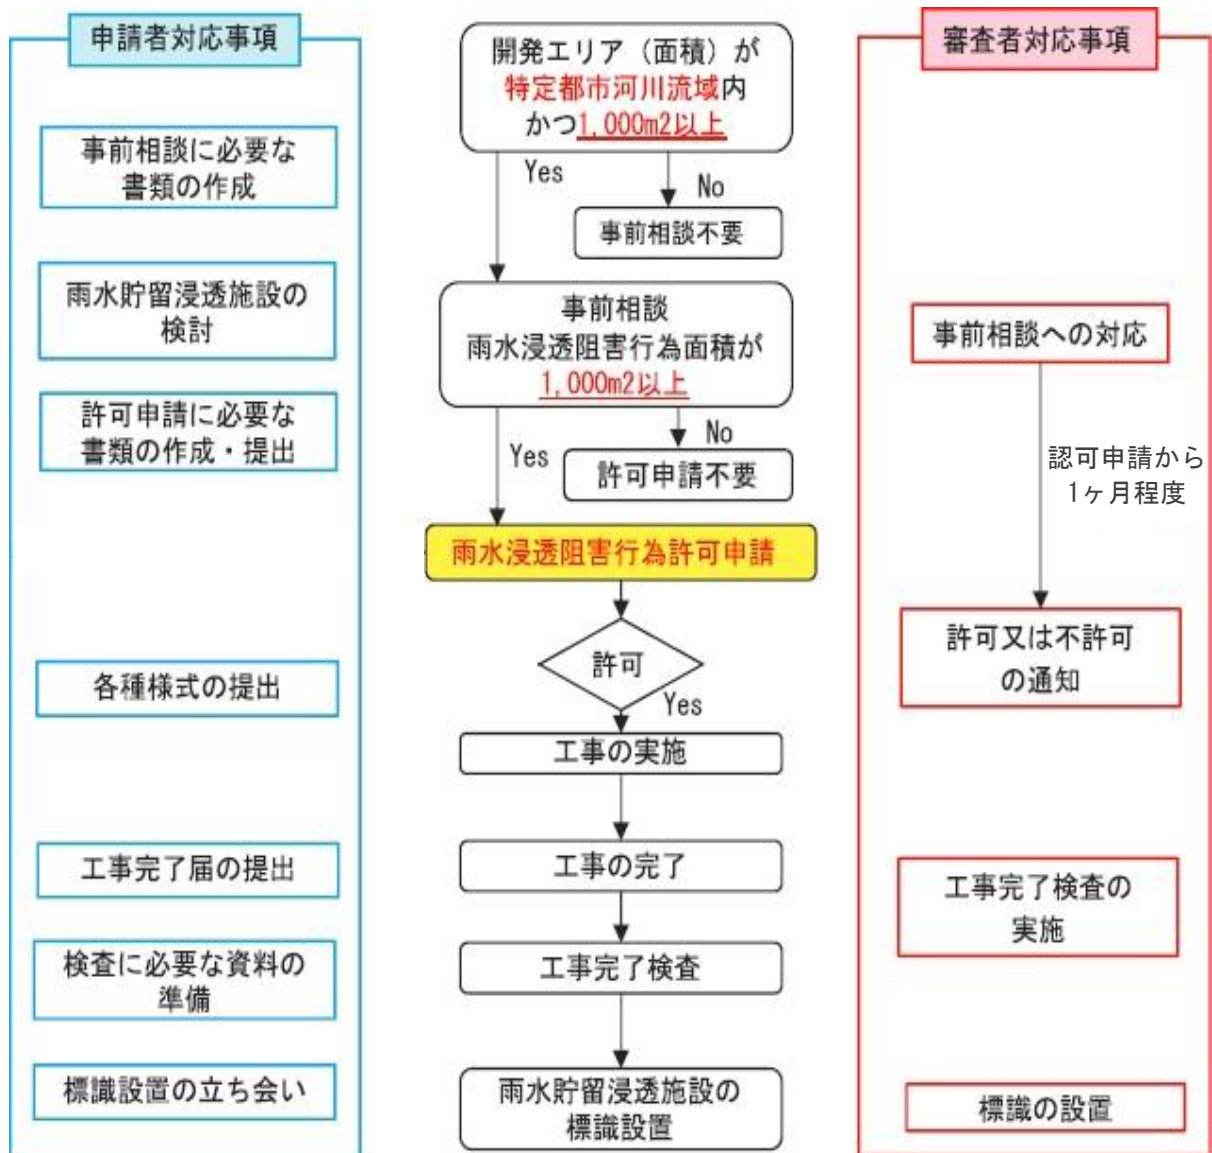 申請者対応事項
事前相談に必要な
書類の作成
雨水貯留浸透施設の
検討
許可申請に必要な
書類の作成・提出
各種様式の提出
工事完了届の提出
検査に必要な資料の
準備
標識設置の立ち会い
開発エリア（面積）が
特定都市河川流域内
かつ1,000m2以上
Yes
No
事前相談不要
事前相談
雨水浸透阻害行為面積が
1,000m2以上
Yes
No
許可申請不要
雨水浸透阻害行為許可申請
許可
Yes
工事の実施
工事の完了
工事完了検査
雨水貯留浸透施設の
標識設置
審査者対応事項
事前相談への対応
認可申請から
1ヶ月程度
許可又は不許可
の通知
工事完了検査の
実施
標識の設置